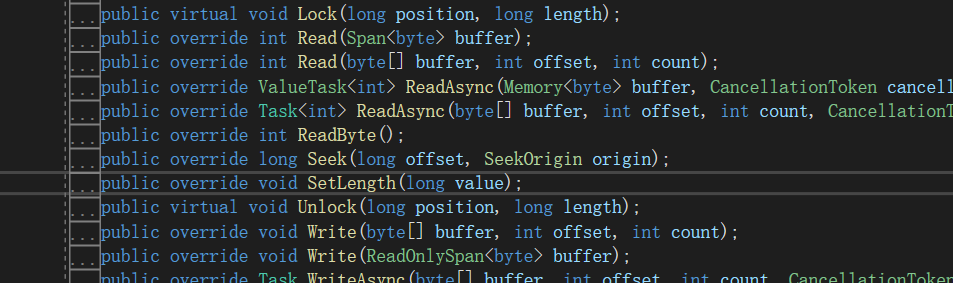 ...public virtual void Lock(long position, long length);
...public override int Read(Span<byte> buffer);
...public override int Read(byte[] buffer, int offset, int count);
...public override ValueTask<int> ReadAsync(Memory<byte> buffer, CancellationToken cancell
...public override Task<int> ReadAsync(byte[] buffer, int offset, int count, CancellationT
...public override int ReadByte();
...public override long Seek(long offset, SeekOrigin origin);
...public override void SetLength(long value);
...public virtual void Unlock(long position, long length);
...public override void Write(byte[] buffer, int offset, int count);
...public override void Write(ReadOnlySpan<byte> buffer);
...public override Task WriteAsync(byte[] buffer, int offset, int count, CancellationToken